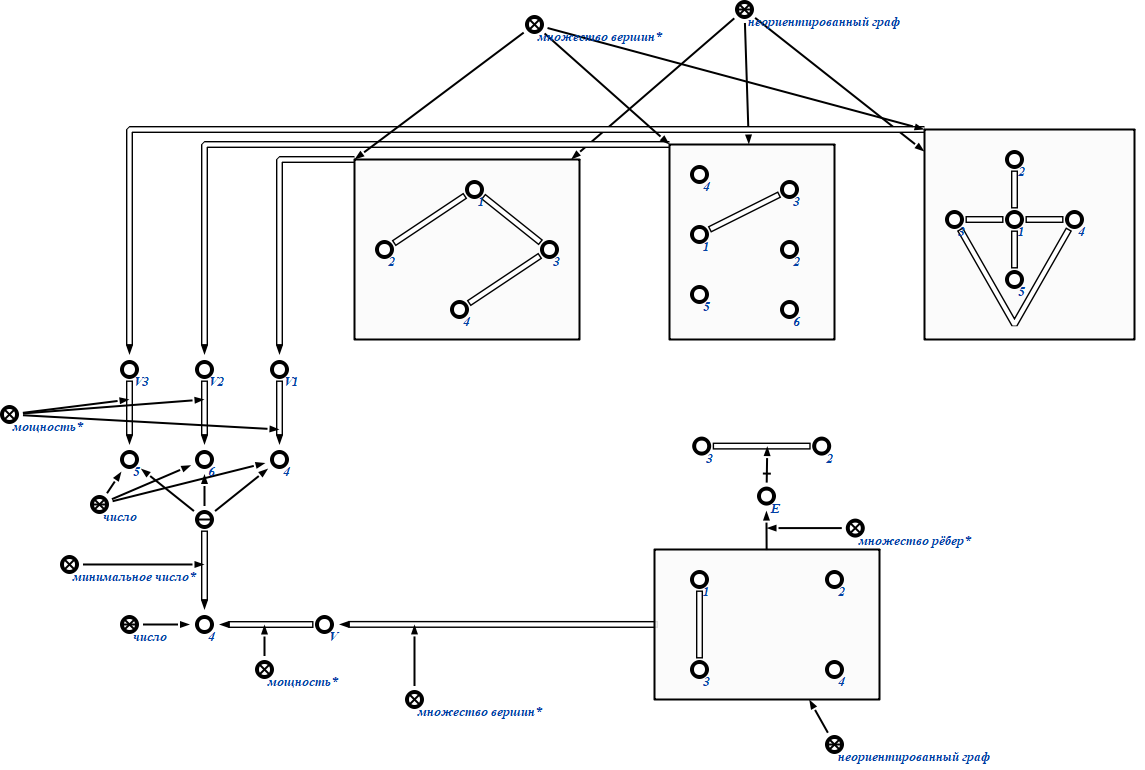 неориентированный граф
множество вершин*
2
4
1
3
3
1
4
1
2
3
2
5
5
4
6
V3
V2
V1
мощность*
3
2
5
6
4
E
число
множество рёбер*
минимальное число*
1
2
число
4
V
мощность*
3
4
множество вершин*
неориентированный граф